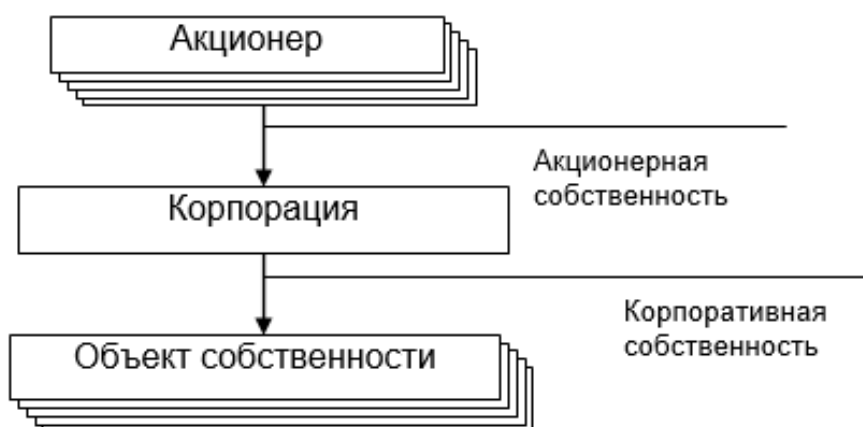 Акционер
Акционерная
собственность
Корпорация
Корпоративная
собственность
Объект собственности